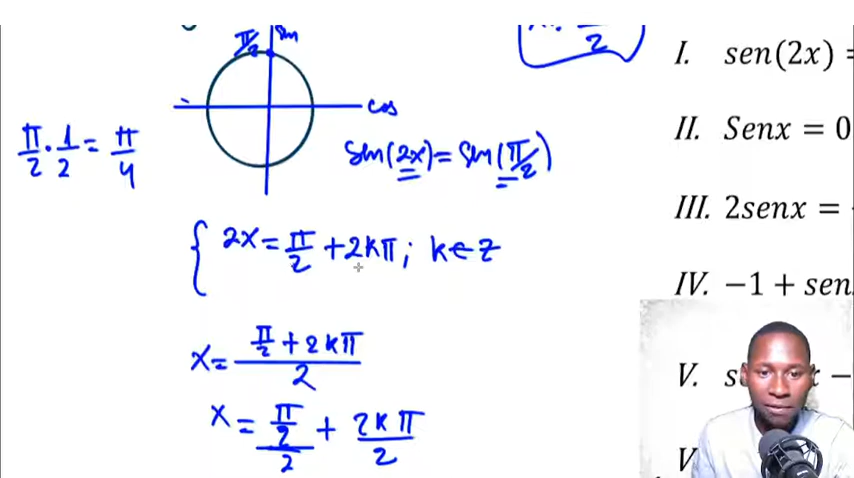 π/2 sen
cos
π/2 · 1/2 = π/4
Sen(2x) = Sen(π/2)
{ 2x = π/2 + 2kπ; k ∈ Z
x = (π/2 + 2kπ)/2
x = (π/2)/2 + 2kπ/2
2
I. sen(2x) =
II. Senx = 0
III. 2senx =
IV. −1 + sen
V. s
V